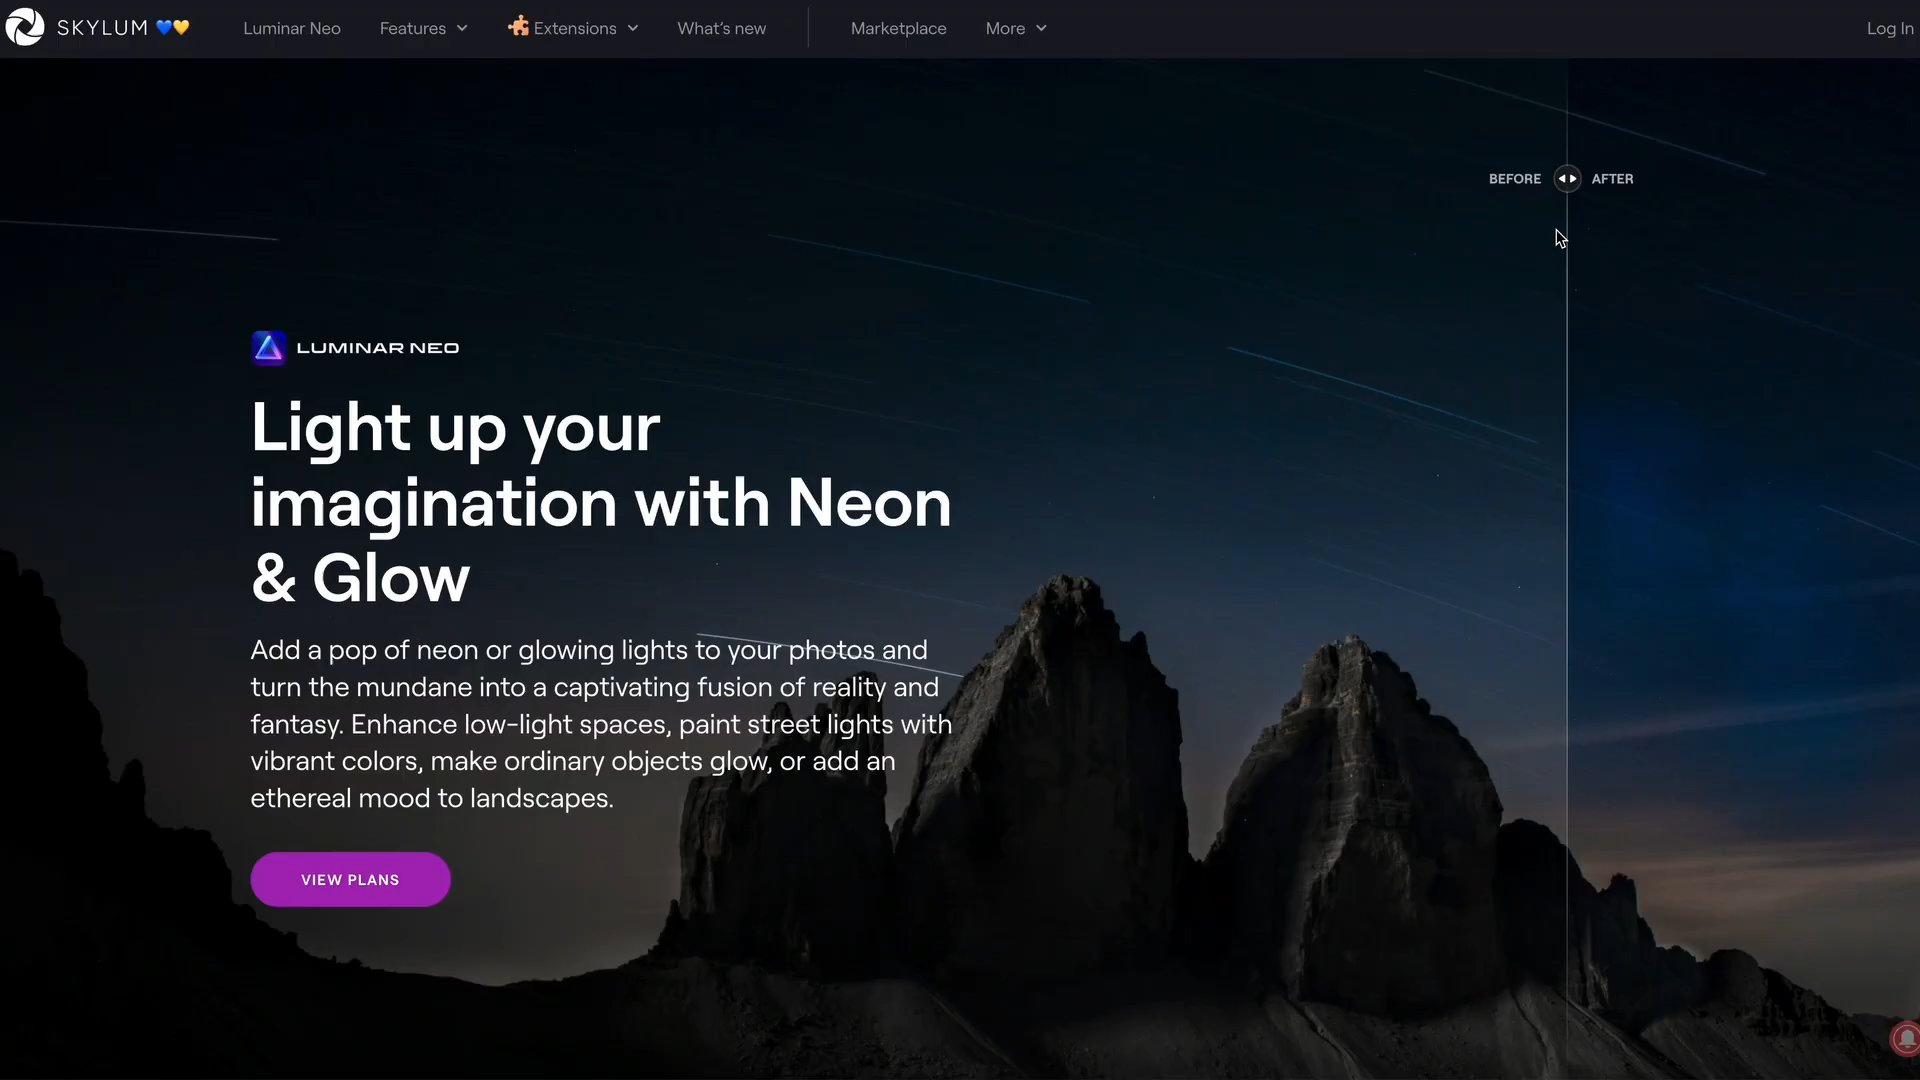 SKYLUM
Luminar Neo
Features
Extensions
What's new
Marketplace
More
Log In
BEFORE
AFTER
LUMINAR NEO
Light up your
imagination with Neon
& Glow
Add a pop of neon or glowing lights to your photos and
turn the mundane into a captivating fusion of reality and
fantasy. Enhance low-light spaces, paint street lights with
vibrant colors, make ordinary objects glow, or add an
ethereal mood to landscapes.
VIEW PLANS